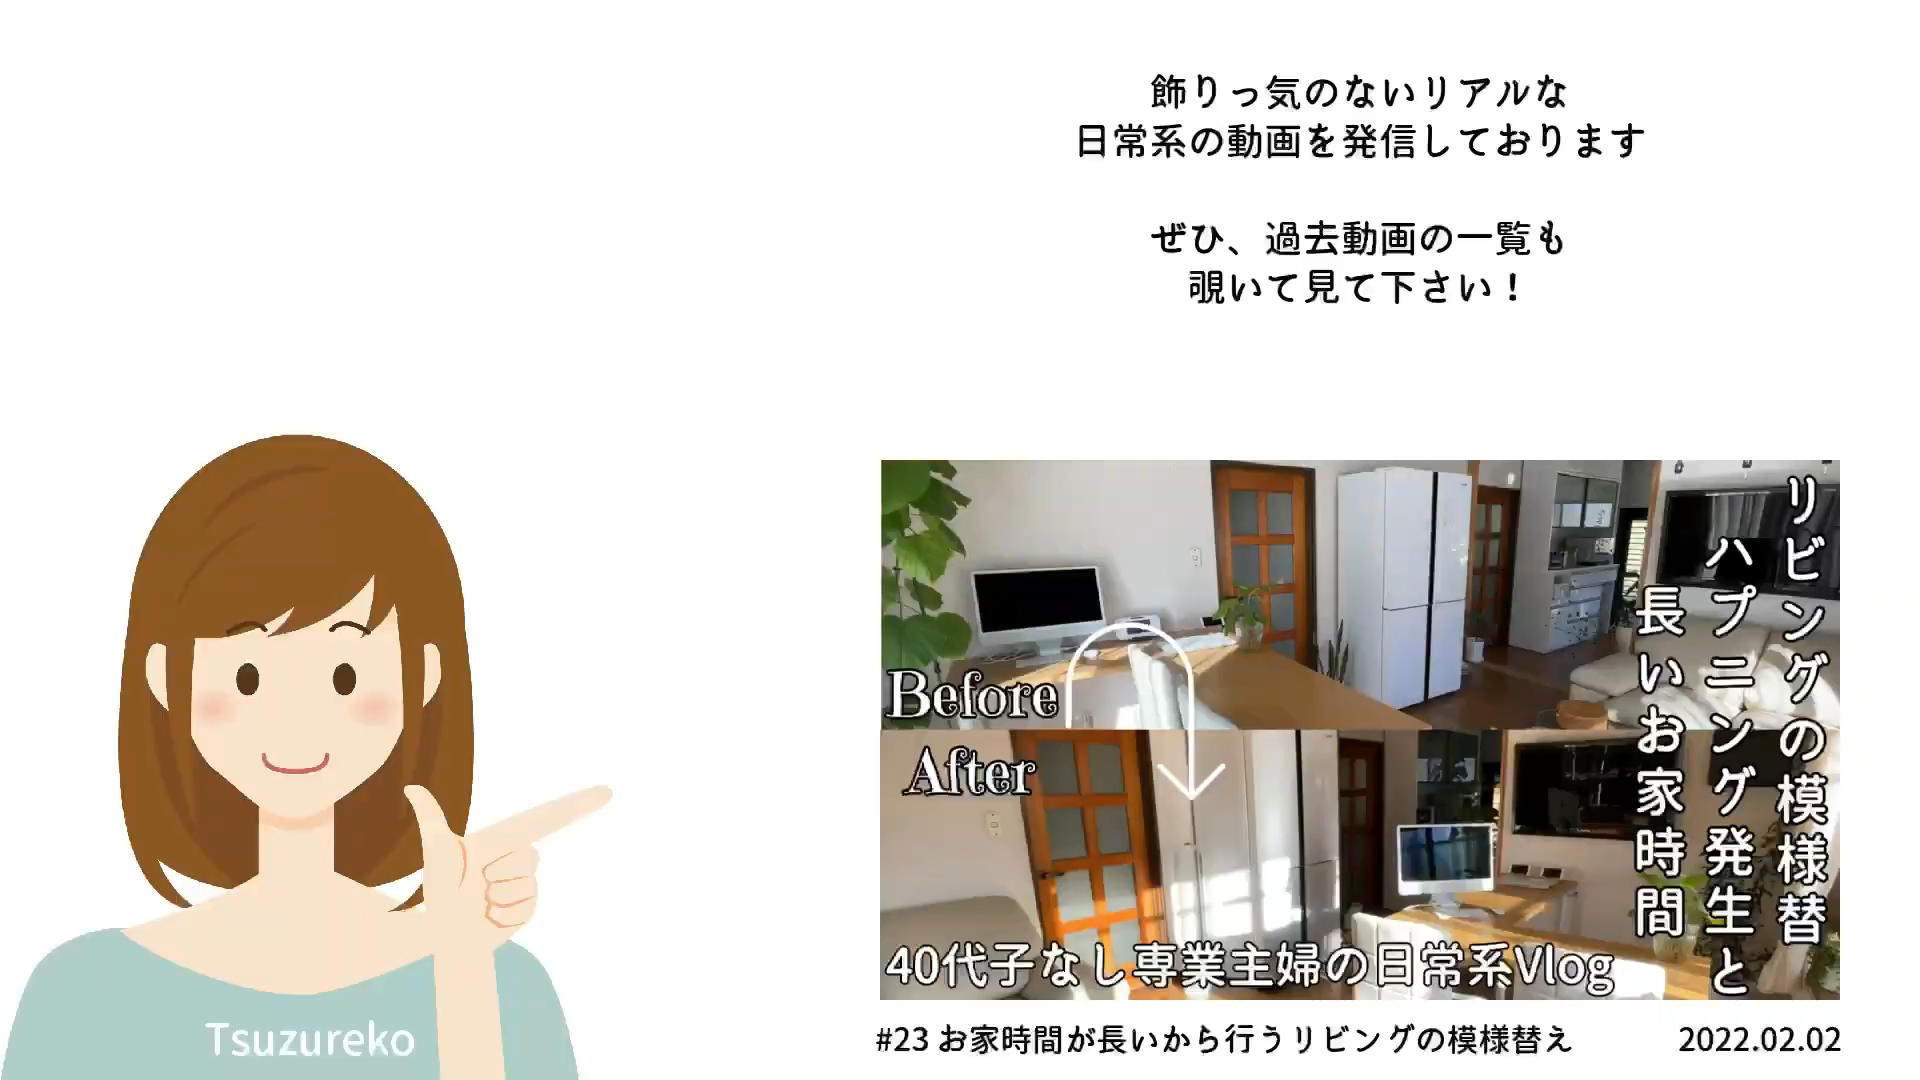 飾りっ気のないリアルな
日常系の動画を発信しております
ぜひ、過去動画の一覧も
覗いて見て下さい！
リビングの模様替
ハプニング発生と
長いお家時間
Before
After
40代子なし専業主婦の日常系Vlog
Tsuzureko
#23 お家時間が長いから行うリビングの模様替え
2022.02.02